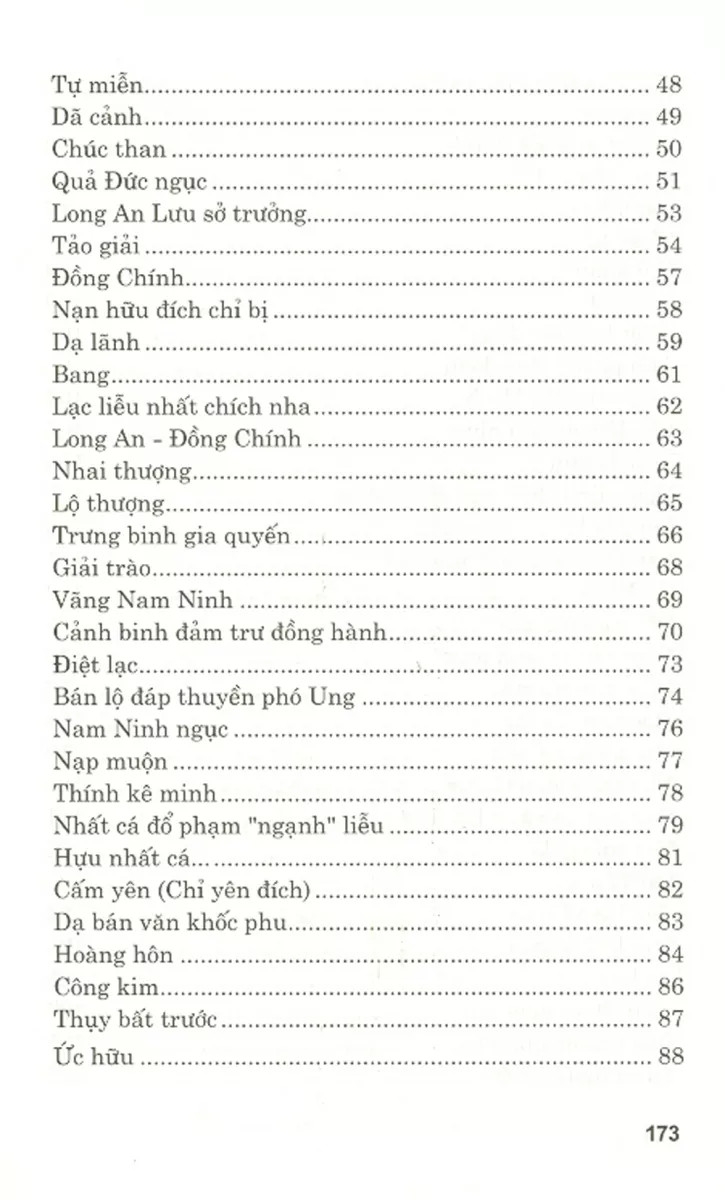 Tự miễn..................................................................... 48
Dã cảnh..................................................................... 49
Chúc than ................................................................. 50
Quả Đức ngục ........................................................... 51
Long An Lưu sở trưởng............................................. 53
Tảo giải ..................................................................... 54
Đồng Chính............................................................... 57
Nạn hữu đích chỉ bị ................................................... 58
Dạ lãnh ..................................................................... 59
Bang.......................................................................... 61
Lạc liễu nhất chích nha.............................................. 62
Long An - Đồng Chính .............................................. 63
Nhai thượng.............................................................. 64
Lộ thượng.................................................................. 65
Trưng binh gia quyến................................................ 66
Giải trào.................................................................... 68
Vãng Nam Ninh ........................................................ 69
Cảnh binh đảm trư đồng hành................................... 70
Điệt lạc...................................................................... 73
Bán lộ đáp thuyền phó Ung ....................................... 74
Nam Ninh ngục ......................................................... 76
Nạp muộn ................................................................. 77
Thính kê minh ........................................................... 78
Nhất cá đổ phạm "ngạnh" liễu ................................... 79
Hựu nhất cá... ............................................................ 81
Cấm yên (Chỉ yên đích) ............................................. 82
Dạ bán văn khốc phu................................................. 83
Hoàng hôn ................................................................ 84
Công kim................................................................... 86
Thụy bất trước ........................................................... 87
Ức hữu ...................................................................... 88
173